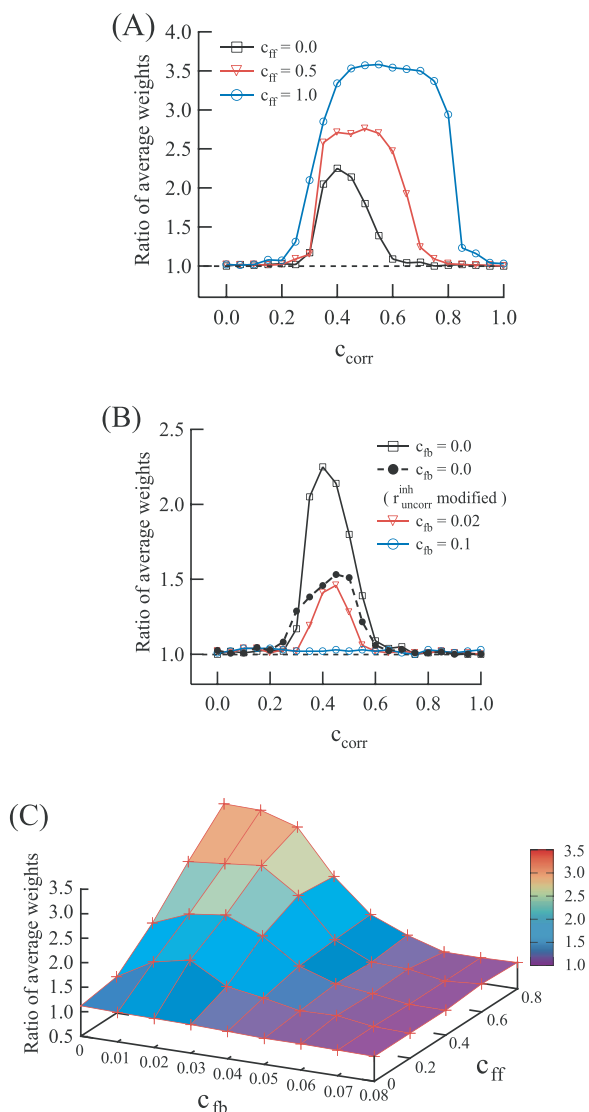 (A)
4.0
3.5
3.0
2.5
2.0
1.5
1.0
Ratio of average weights
c_ff = 0.0
c_ff = 0.5
c_ff = 1.0
0.0 0.2 0.4 0.6 0.8 1.0
c_corr
(B)
2.5
2.0
1.5
1.0
Ratio of average weights
c_fb = 0.0
c_fb = 0.0
( r^inh_uncorr modified )
c_fb = 0.02
c_fb = 0.1
0.0 0.2 0.4 0.6 0.8 1.0
c_corr
(C)
3.5
3.0
2.5
2.0
1.5
1.0
0.5
Ratio of average weights
0 0.01 0.02 0.03 0.04 0.05 0.06 0.07 0.08
c_fb
0 0.2 0.4 0.6 0.8
c_ff
3.5
3.0
2.5
2.0
1.5
1.0